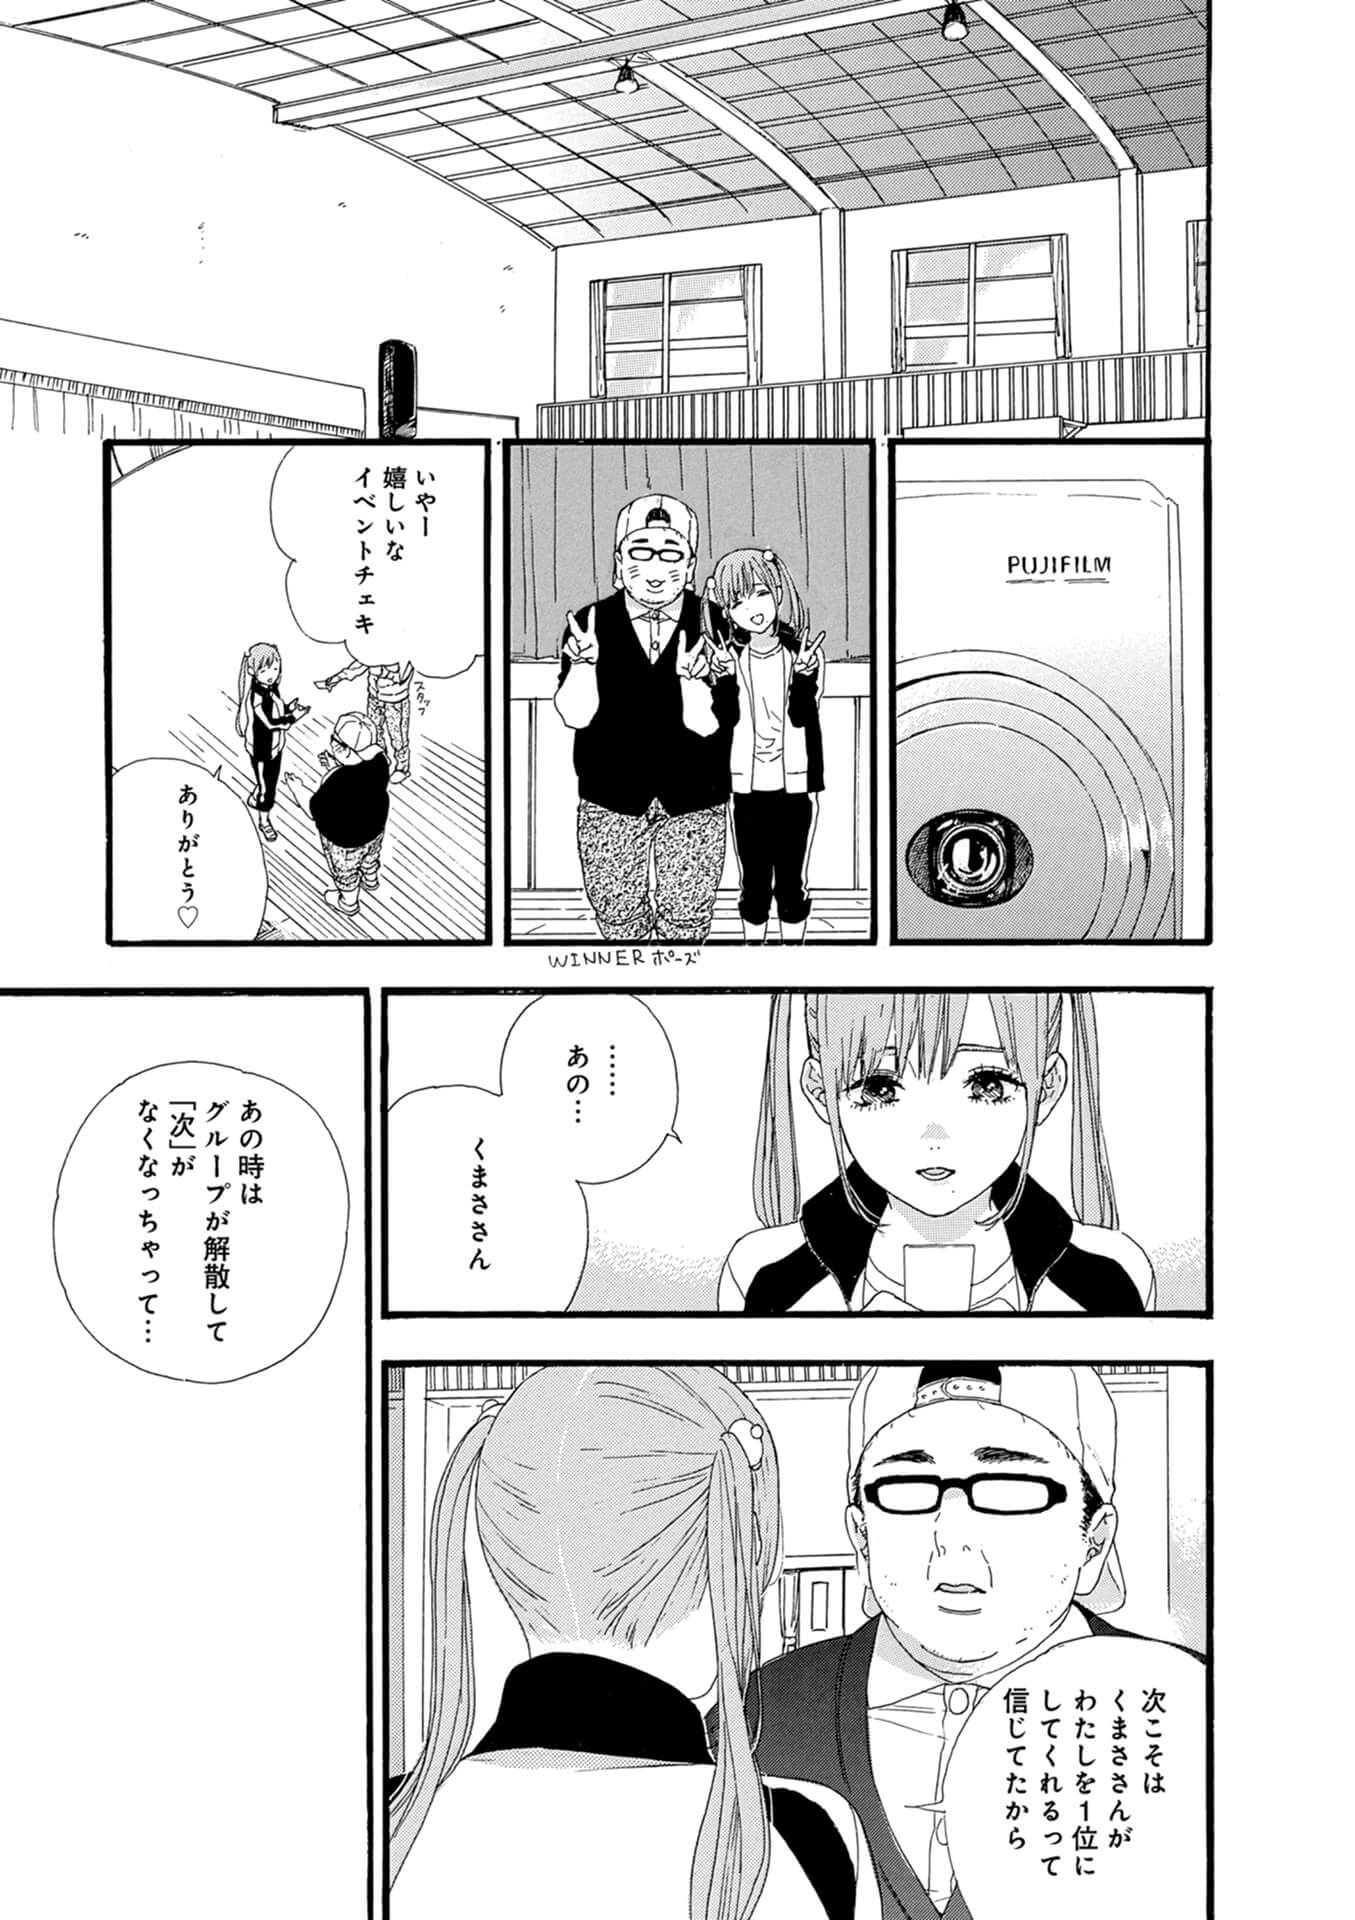 PUJIFILM
WINNERポーズ
いやー
嬉しいな
イベントチェキ
スタッフ
ありがとう♡
……
あの…
くまささん
次こそは
くまささんが
わたしを1位に
してくれるって
信じてたから
あの時は
グループが解散して
「次」が
なくなっちゃって…